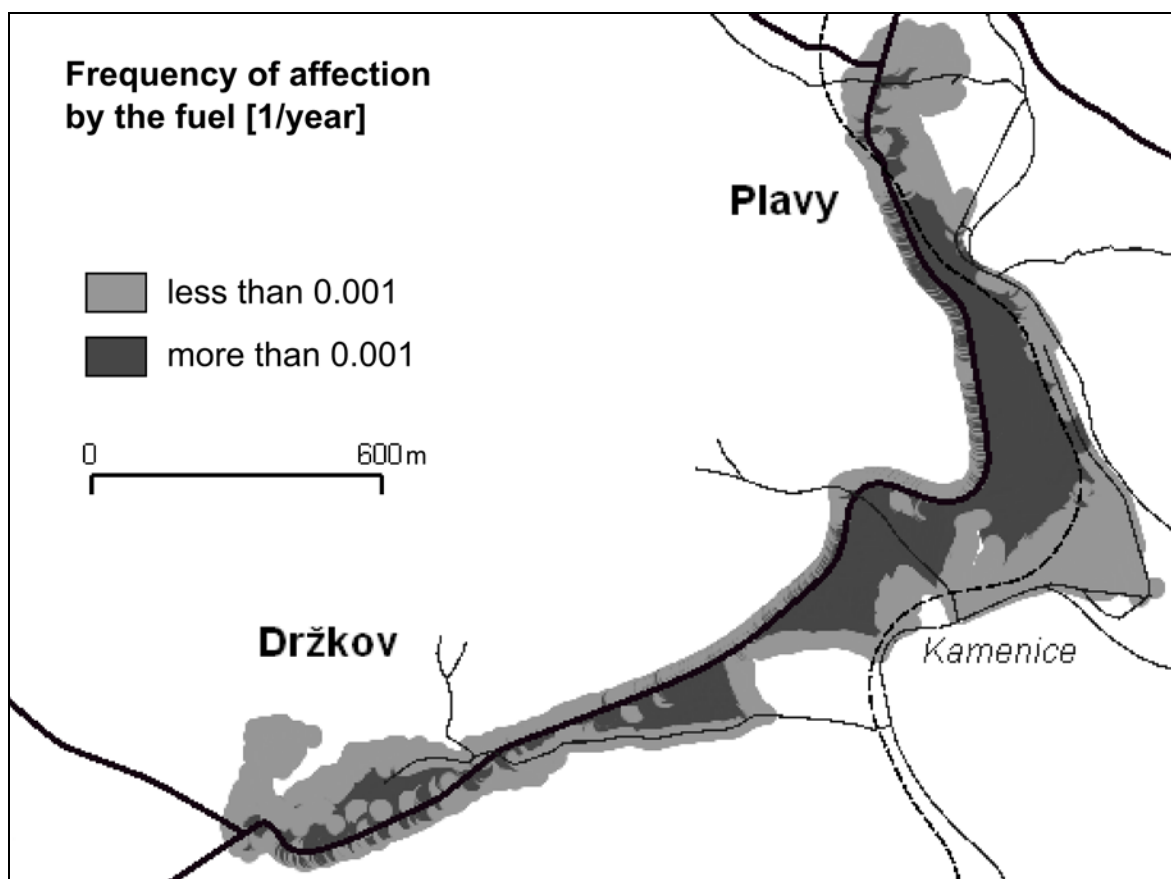 Frequency of affection
by the fuel [1/year]
Plavy
less than 0.001
more than 0.001
0 600 m
Držkov
Kamenice